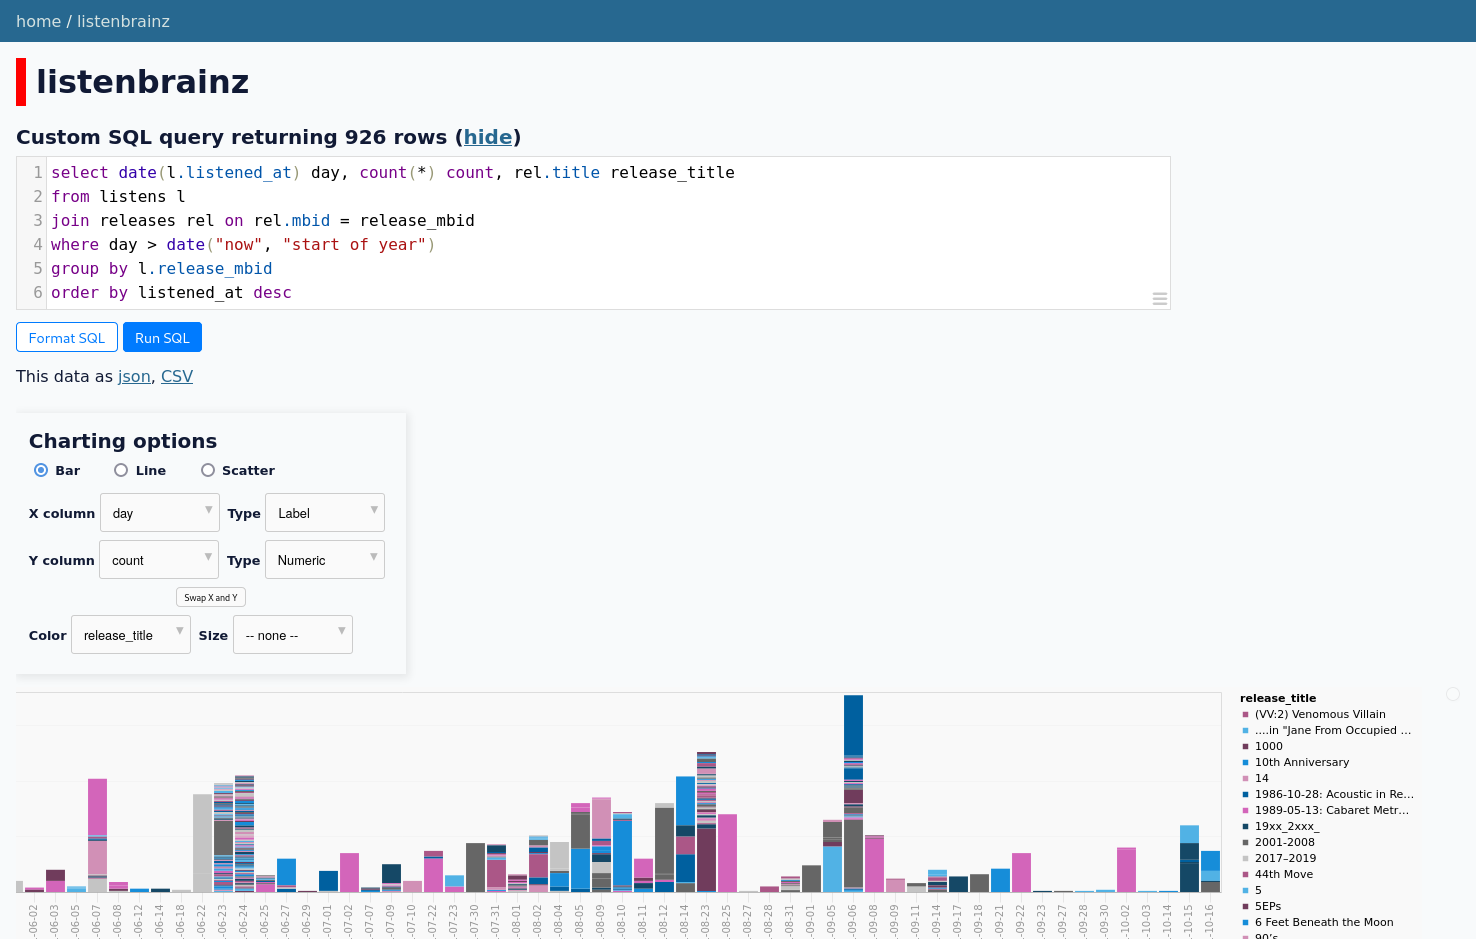 home / listenbrainz
listenbrainz
Custom SQL query returning 926 rows (hide)
1 select date(l.listened_at) day, count(*) count, rel.title release_title
2 from listens l
3 join releases rel on rel.mbid = release_mbid
4 where day > date("now", "start of year")
5 group by l.release_mbid
6 order by listened_at desc
Format SQL Run SQL
This data as json, CSV
Charting options
Bar Line Scatter
X column day Type Label
Y column count Type Numeric
Swap X and Y
Color release_title Size -- none --
release_title
(VV:2) Venomous Villain
....in "Jane From Occupied ...
1000
10th Anniversary
14
1986-10-28: Acoustic in Re...
1989-05-13: Cabaret Metr...
19xx_2xxx_
2001-2008
2017–2019
44th Move
5
5EPs
6 Feet Beneath the Moon
90's
-06-02
-06-03
-06-05
-06-07
-06-08
-06-12
-06-14
-06-18
-06-22
-06-23
-06-24
-06-25
-06-27
-06-29
-07-01
-07-02
-07-07
-07-09
-07-10
-07-22
-07-23
-07-30
-07-31
-08-01
-08-02
-08-04
-08-05
-08-09
-08-10
-08-11
-08-12
-08-14
-08-23
-08-25
-08-27
-08-28
-08-31
-09-01
-09-05
-09-06
-09-08
-09-09
-09-11
-09-14
-09-17
-09-18
-09-21
-09-22
-09-23
-09-27
-09-28
-09-30
-10-02
-10-03
-10-14
-10-15
-10-16